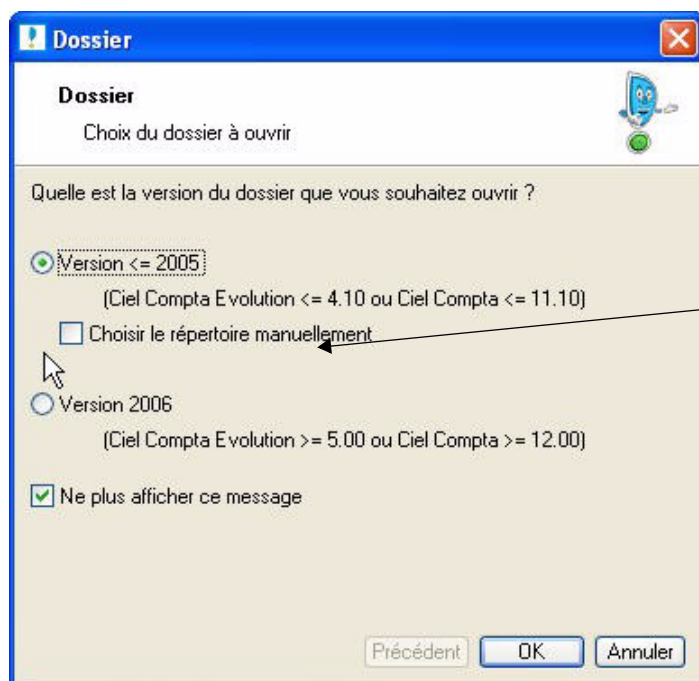 Dossier
Dossier
Choix du dossier à ouvrir
Quelle est la version du dossier que vous souhaitez ouvrir ?
Version <= 2005
(Ciel Compta Evolution <= 4.10 ou Ciel Compta <= 11.10)
Choisir le répertoire manuellement
Version 2006
(Ciel Compta Evolution >= 5.00 ou Ciel Compta >= 12.00)
Ne plus afficher ce message
Précédent OK Annuler